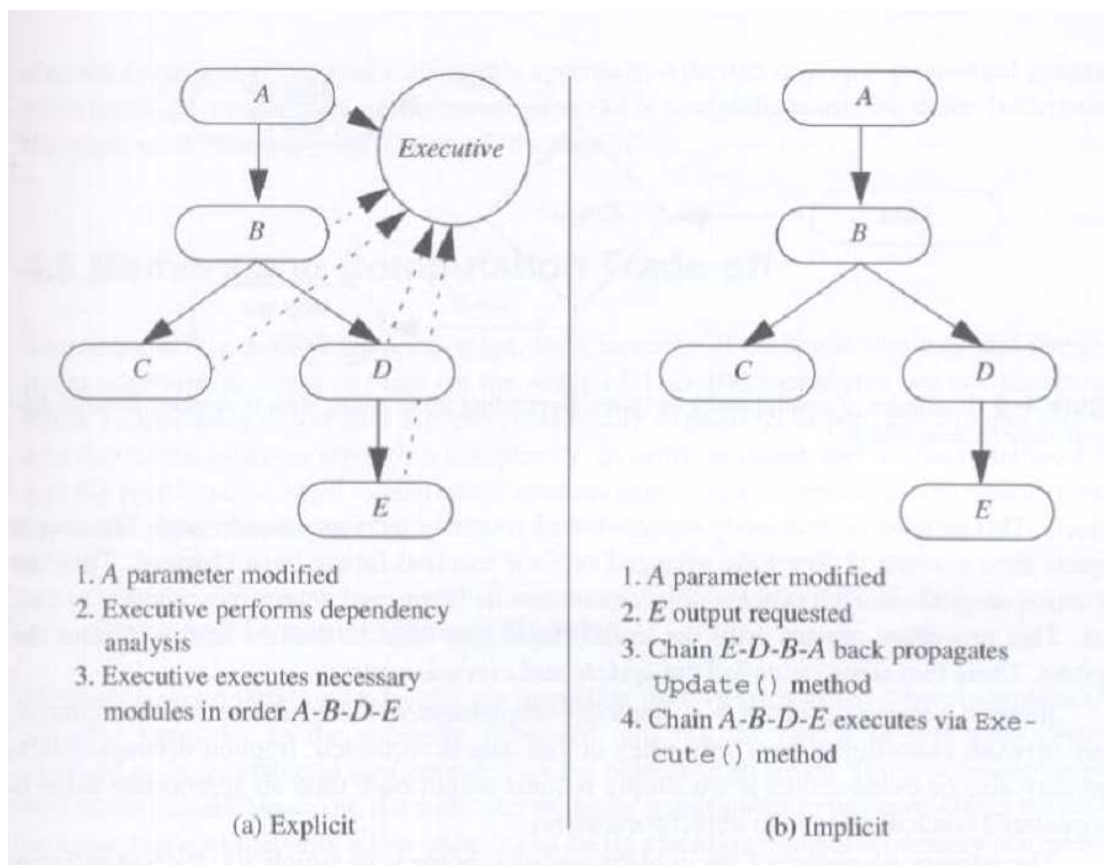 A
Executive
B
C
D
E
1. A parameter modified
2. Executive performs dependency
analysis
3. Executive executes necessary
modules in order A-B-D-E
(a) Explicit
A
B
C
D
E
1. A parameter modified
2. E output requested
3. Chain E-D-B-A back propagates
Update() method
4. Chain A-B-D-E executes via Exe-
cute() method
(b) Implicit